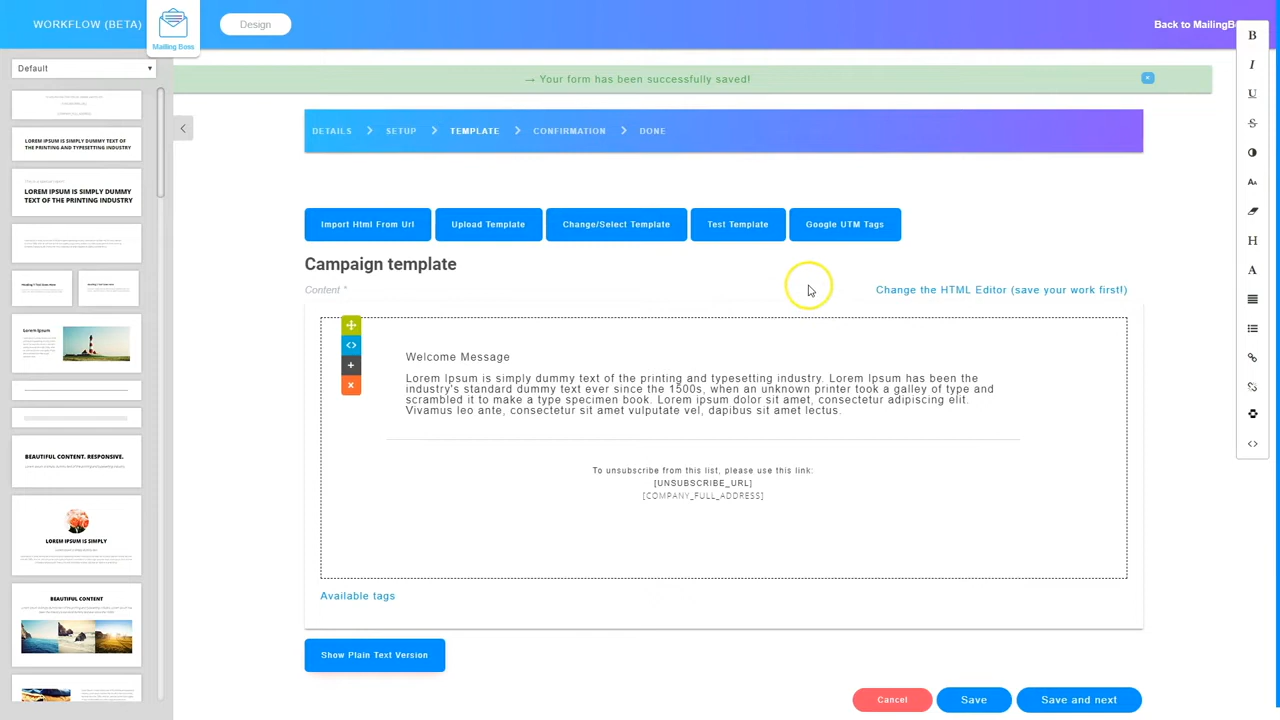 WORKFLOW (BETA)
Mailing Boss
Design
Back to MailingB
Default
→ Your form has been successfully saved!
DETAILS
SETUP
TEMPLATE
CONFIRMATION
DONE
LOREM IPSUM IS SIMPLY DUMMY TEXT OF
THE PRINTING AND TYPESETTING INDUSTRY
LOREM IPSUM IS SIMPLY DUMMY
TEXT OF THE PRINTING INDUSTRY
Lorem Ipsum
BEAUTIFUL CONTENT. RESPONSIVE.
LOREM IPSUM IS SIMPLY
BEAUTIFUL CONTENT
Import Html From Url
Upload Template
Change/Select Template
Test Template
Google UTM Tags
Campaign template
Content *
Change the HTML Editor (save your work first!)
Welcome Message
Lorem Ipsum is simply dummy text of the printing and typesetting industry. Lorem Ipsum has been the
industry's standard dummy text ever since the 1500s, when an unknown printer took a galley of type and
scrambled it to make a type specimen book. Lorem ipsum dolor sit amet, consectetur adipiscing elit.
Vivamus leo ante, consectetur sit amet vulputate vel, dapibus sit amet lectus.
To unsubscribe from this list, please use this link:
[UNSUBSCRIBE_URL]
[COMPANY_FULL_ADDRESS]
Available tags
Show Plain Text Version
Cancel
Save
Save and next
B
I
U
S
AA
H
A